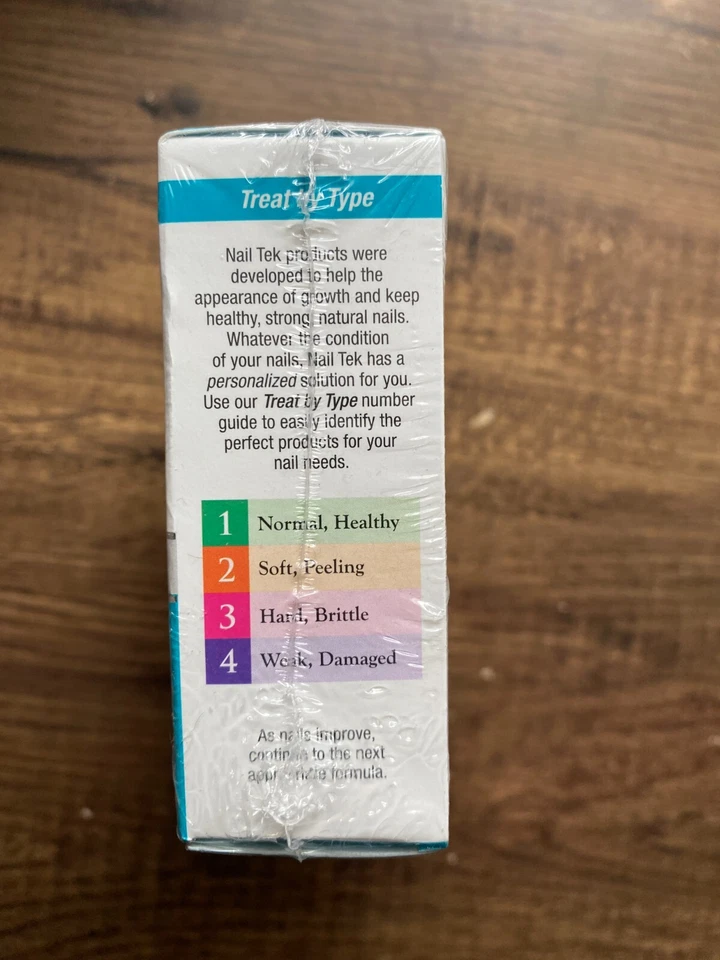 Treat by Type
Nail Tek products were
developed to help the
appearance of growth and keep
healthy, strong natural nails.
Whatever the condition
of your nails, Nail Tek has a
personalized solution for you.
Use our Treat by Type number
guide to easily identify the
perfect products for your
nail needs.
1 Normal, Healthy
2 Soft, Peeling
3 Hard, Brittle
4 Weak, Damaged
As nails improve,
continue to the next
appropriate formula.